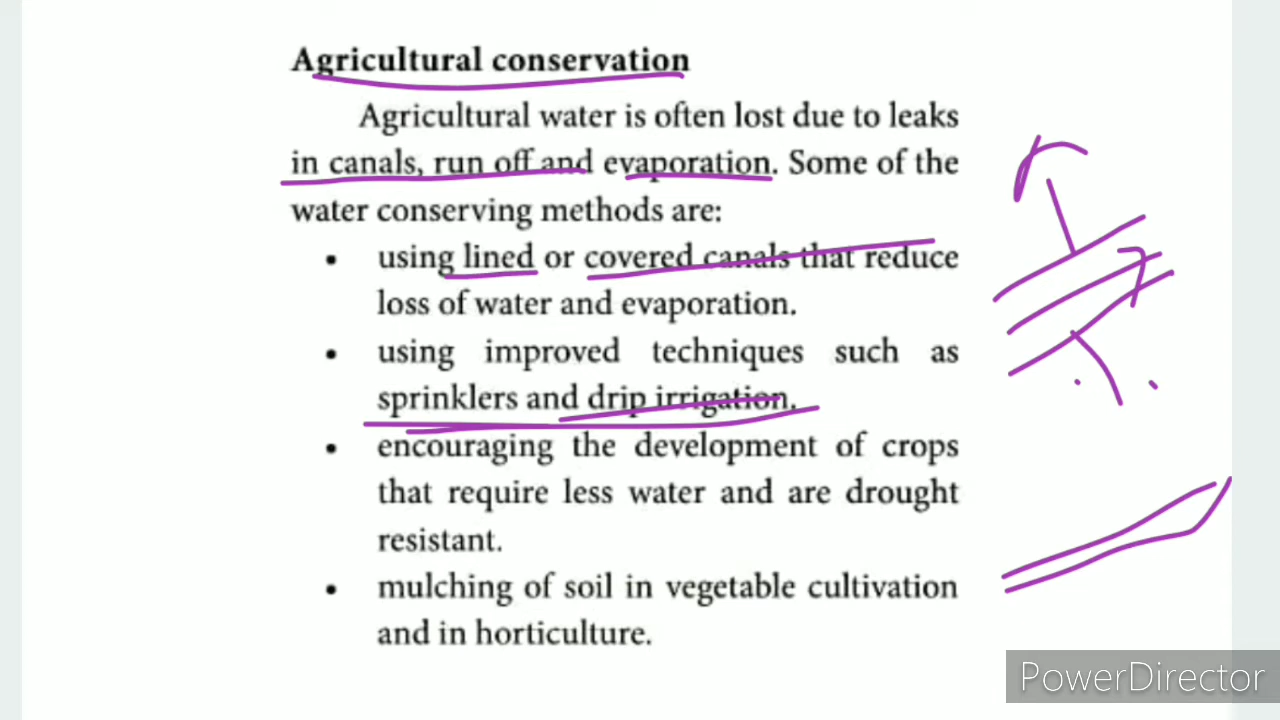 Agricultural conservation
Agricultural water is often lost due to leaks
in canals, run off and evaporation. Some of the
water conserving methods are:
• using lined or covered canals that reduce
loss of water and evaporation.
• using improved techniques such as
sprinklers and drip irrigation.
• encouraging the development of crops
that require less water and are drought
resistant.
• mulching of soil in vegetable cultivation
and in horticulture.
PowerDirector